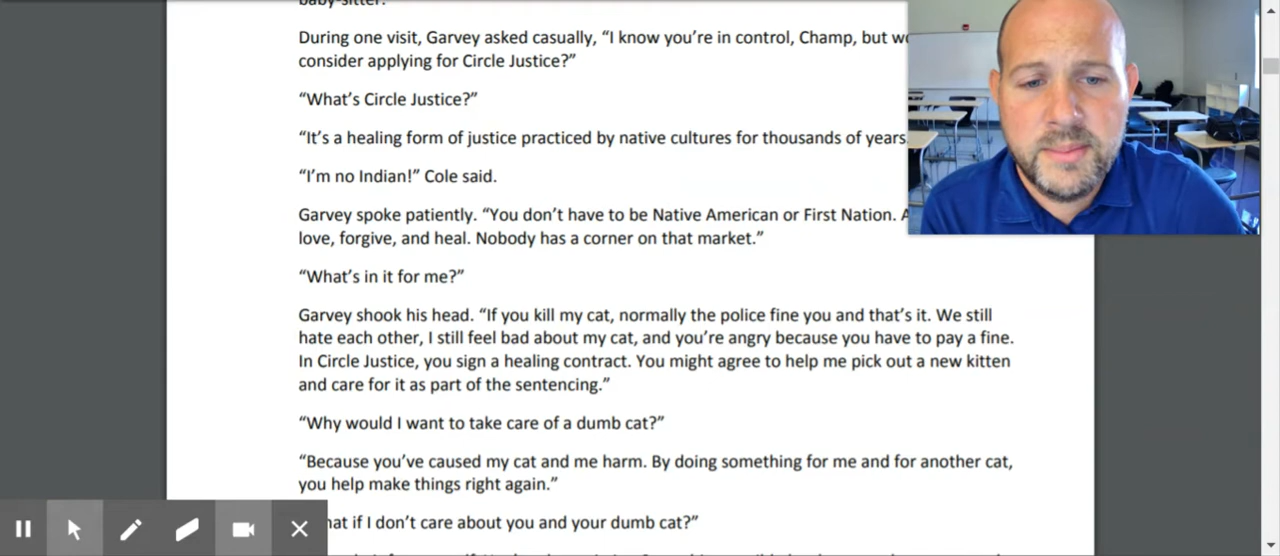 baby-sitter.
During one visit, Garvey asked casually, “I know you’re in control, Champ, but
consider applying for Circle Justice?”
“What’s Circle Justice?”
“It’s a healing form of justice practiced by native cultures for thousands of years
“I’m no Indian!” Cole said.
Garvey spoke patiently. “You don’t have to be Native American or First Nation.
love, forgive, and heal. Nobody has a corner on that market.”
“What’s in it for me?”
Garvey shook his head. “If you kill my cat, normally the police fine you and that’s it. We still
hate each other, I still feel bad about my cat, and you’re angry because you have to pay a fine.
In Circle Justice, you sign a healing contract. You might agree to help me pick out a new kitten
and care for it as part of the sentencing.”
“Why would I want to take care of a dumb cat?”
“Because you’ve caused my cat and me harm. By doing something for me and for another cat,
you help make things right again.”
if I don’t care about you and your dumb cat?”